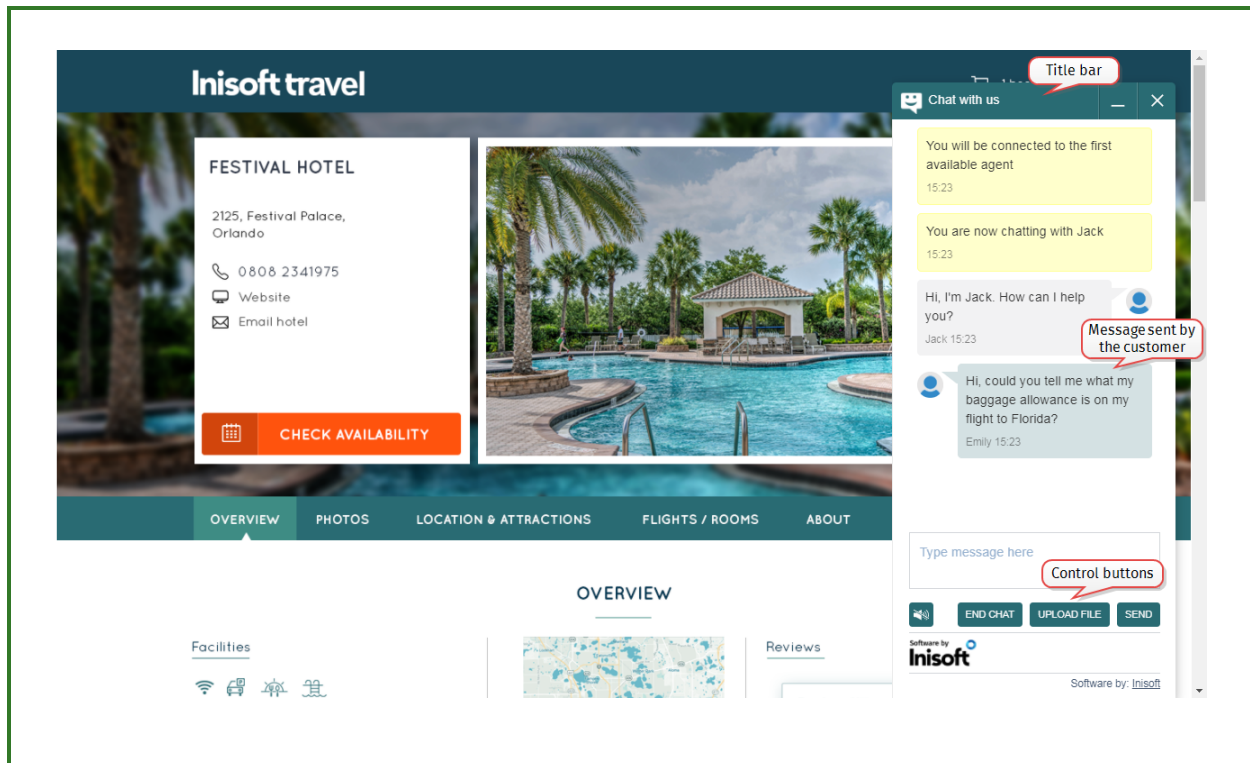 Inisoft travel
Title bar
Chat with us
FESTIVAL HOTEL
2125, Festival Palace,
Orlando
0808 2341975
Website
Email hotel
CHECK AVAILABILITY
You will be connected to the first
available agent
15:23
You are now chatting with Jack
15:23
Hi, I'm Jack. How can I help
you?
Jack 15:23
Message sent by
the customer
Hi, could you tell me what my
baggage allowance is on my
flight to Florida?
Emily 15:23
OVERVIEW
PHOTOS
LOCATION & ATTRACTIONS
FLIGHTS / ROOMS
ABOUT
Type message here
Control buttons
END CHAT
UPLOAD FILE
SEND
Software by
Inisoft
Software by: Inisoft
OVERVIEW
Facilities
Reviews